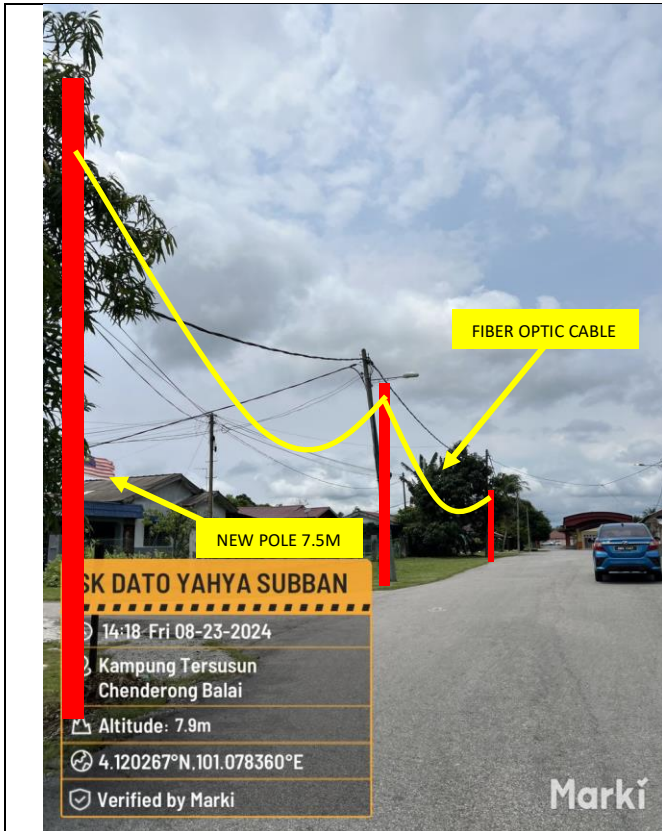 FIBER OPTIC CABLE
NEW POLE 7.5M
SK DATO YAHYA SUBBAN
14:18 Fri 08-23-2024
Kampung Tersusun
Chenderong Balai
Altitude: 7.9m
4.120267°N,101.078360°E
Verified by Marki
Marki